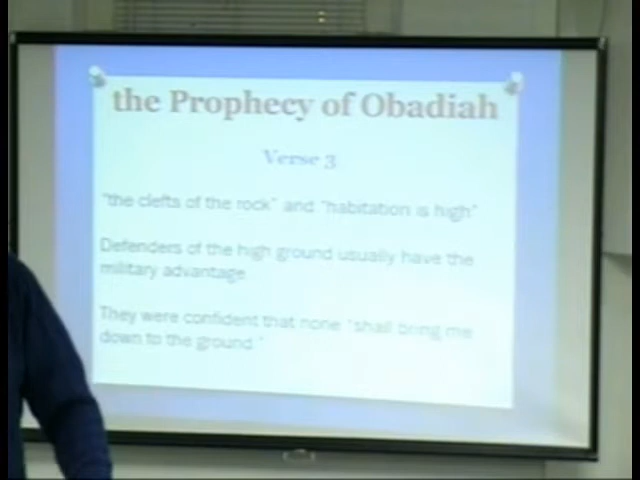 the Prophecy of Obadiah
Verse 3
"the clefts of the rock" and "habitation is high"
Defenders of the high ground usually have the
military advantage
They were confident that none "shall bring me
down to the ground."